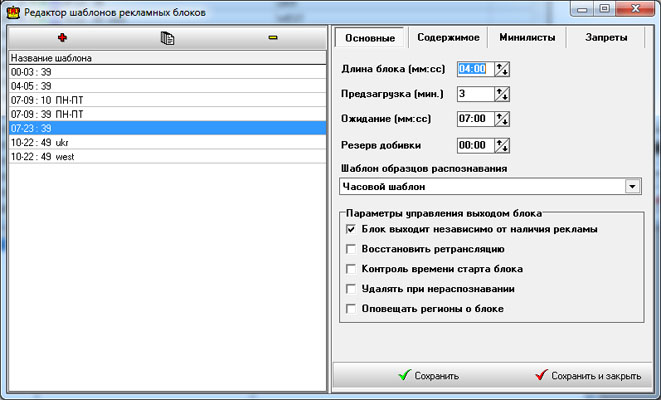 Редактор шаблонов рекламных блоков
Название шаблона
00-03 : 39
04-05 : 39
07-09 : 10 ПН-ПТ
07-09 : 39 ПН-ПТ
07-23 : 39
10-22 : 49 ukr
10-22 : 49 west
Основные Содержимое Минилисты Запреты
Длина блока (мм:сс) 04:00
Предзагрузка (мин.) 3
Ожидание (мм:сс) 07:00
Резерв добивки 00:00
Шаблон образцов распознавания
Часовой шаблон
Параметры управления выходом блока
Блок выходит независимо от наличия рекламы
Восстановить ретрансляцию
Контроль времени старта блока
Удалять при нераспознавании
Оповещать регионы о блоке
Сохранить Сохранить и закрыть